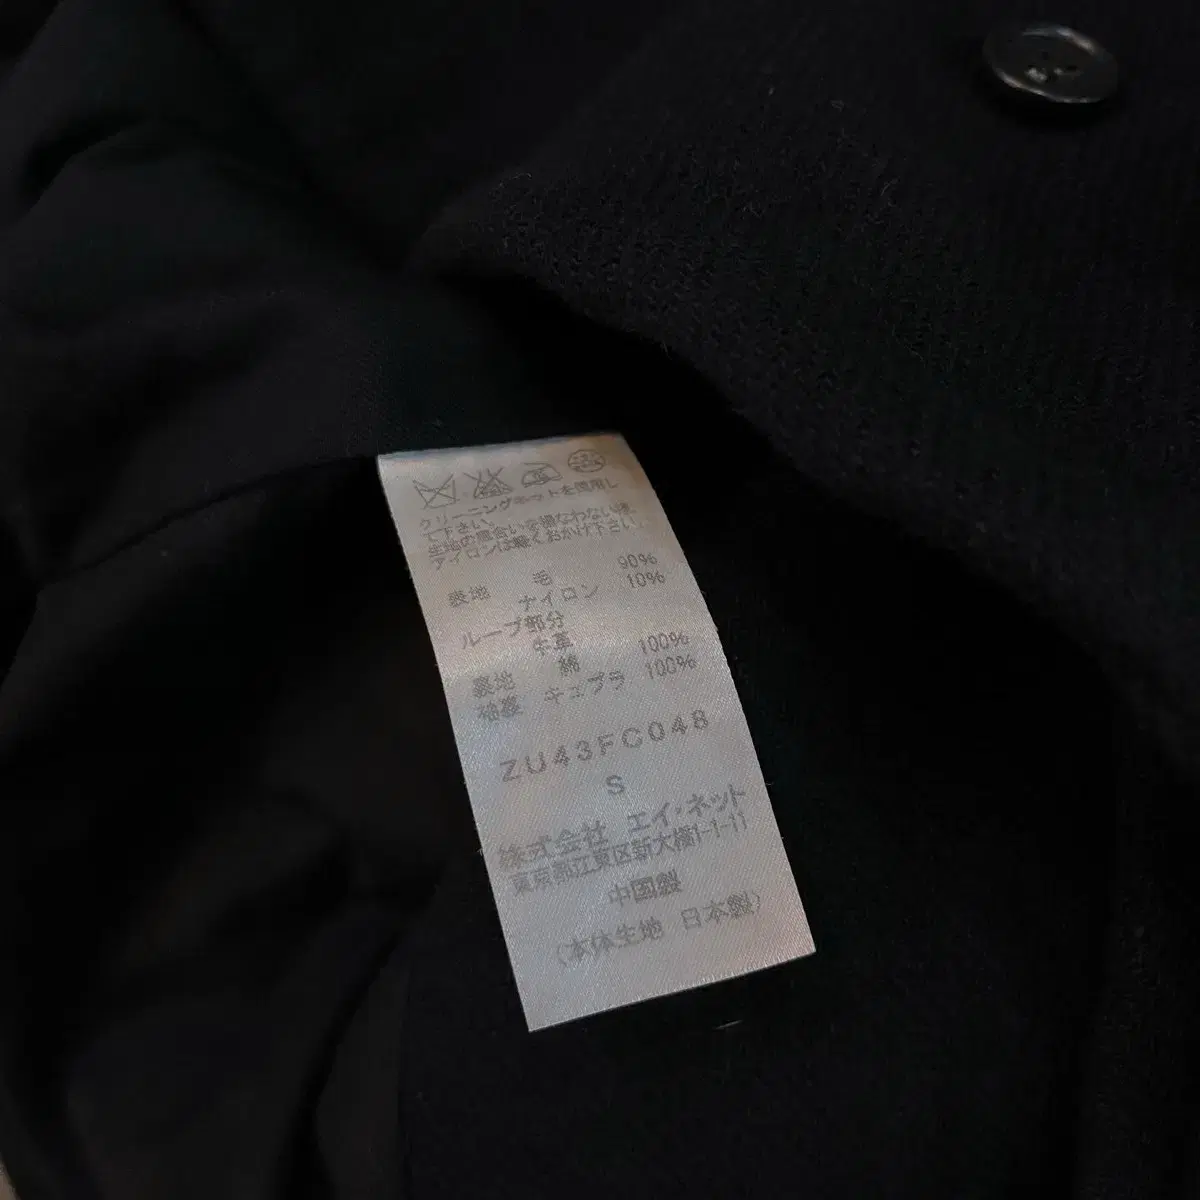 クリーニングネットを使用し
て下さい。
生地の風合いを損なわない様、
アイロンは軽くおかけ下さい。
表地 毛 90%
ナイロン 10%
ループ部分
牛革
裏地 綿 100%
袖裏 キュプラ 100%
ZU43FC048
S
株式会社 エイ・ネット
東京都江東区新大橋1-1-11
中国製
(本体生地 日本製)